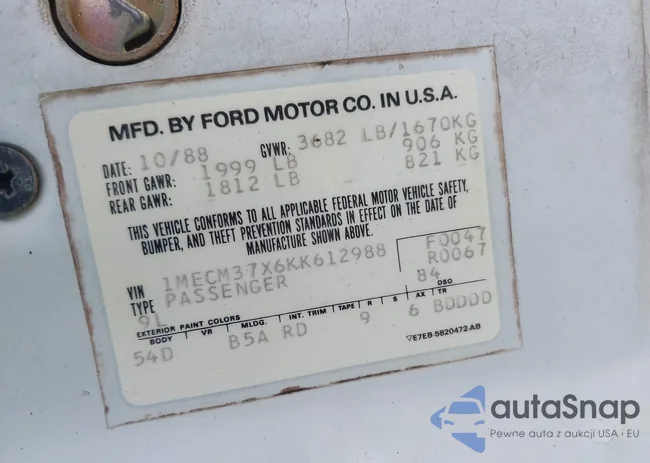 MFD. BY FORD MOTOR CO. IN U.S.A.
DATE: 10/88 GVWR: 3682 LB/1670KG
FRONT GAWR: 1999 LB 906 KG
REAR GAWR: 1812 LB 821 KG
THIS VEHICLE CONFORMS TO ALL APPLICABLE FEDERAL MOTOR VEHICLE SAFETY,
BUMPER, AND THEFT PREVENTION STANDARDS IN EFFECT ON THE DATE OF
MANUFACTURE SHOWN ABOVE.
VIN 1MECM37X6KK612988 F0047
TYPE PASSENGER R0067
9L 84
EXTERIOR PAINT COLORS DSO
BODY VR MLDG. INT. TRIM TAPE R S AX TR
54D B5A RD 9 6 BDDDD
E7EB-5820472-AB
autaSnap
Pewne auta z aukcji USA i EU